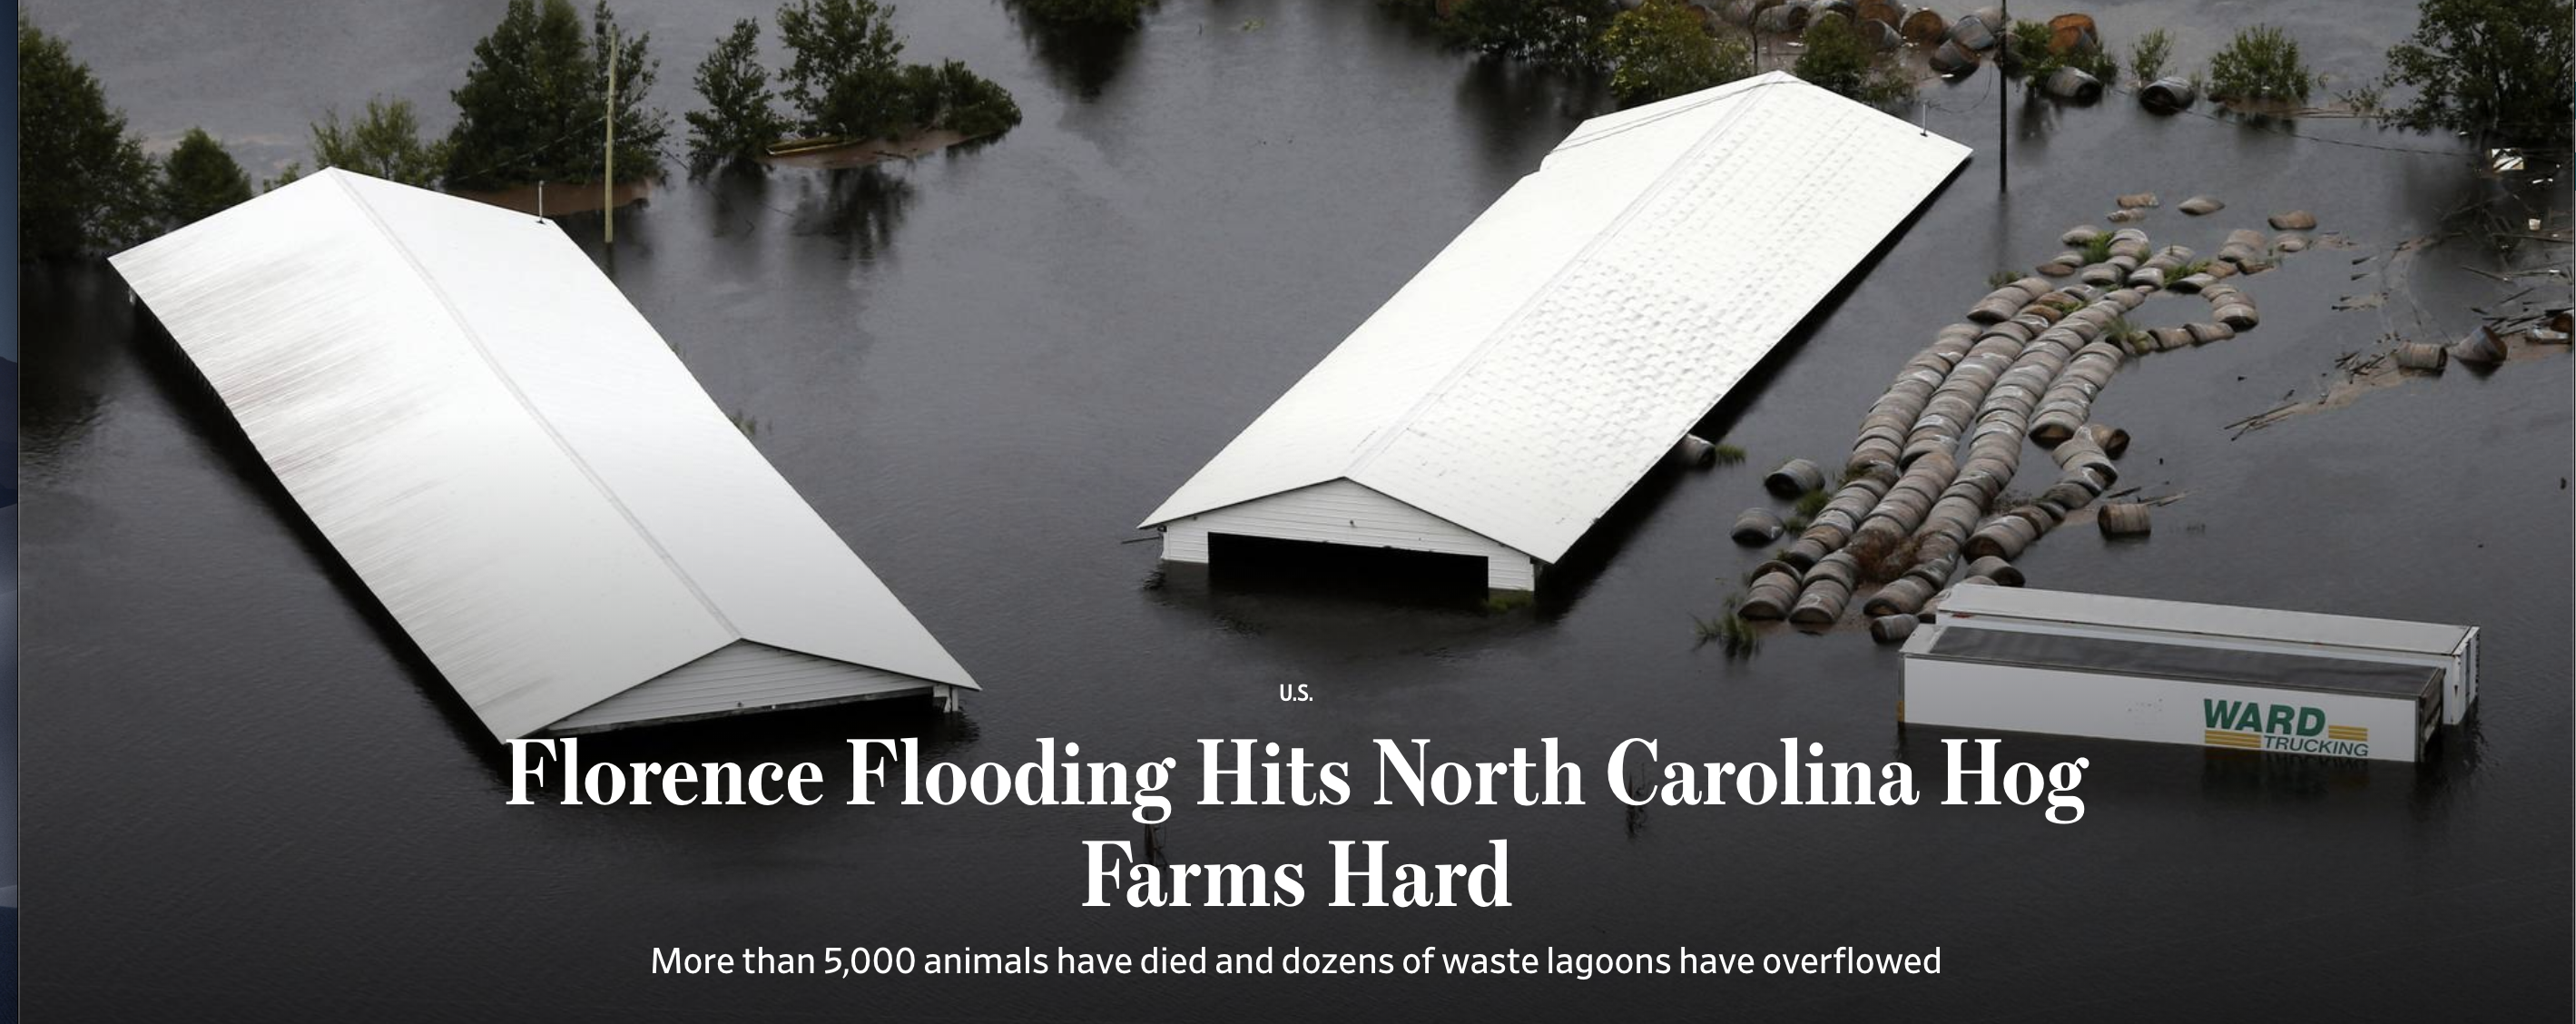 WARD
TRUCKING
U.S.
Florence Flooding Hits North Carolina Hog
Farms Hard
More than 5,000 animals have died and dozens of waste lagoons have overflowed